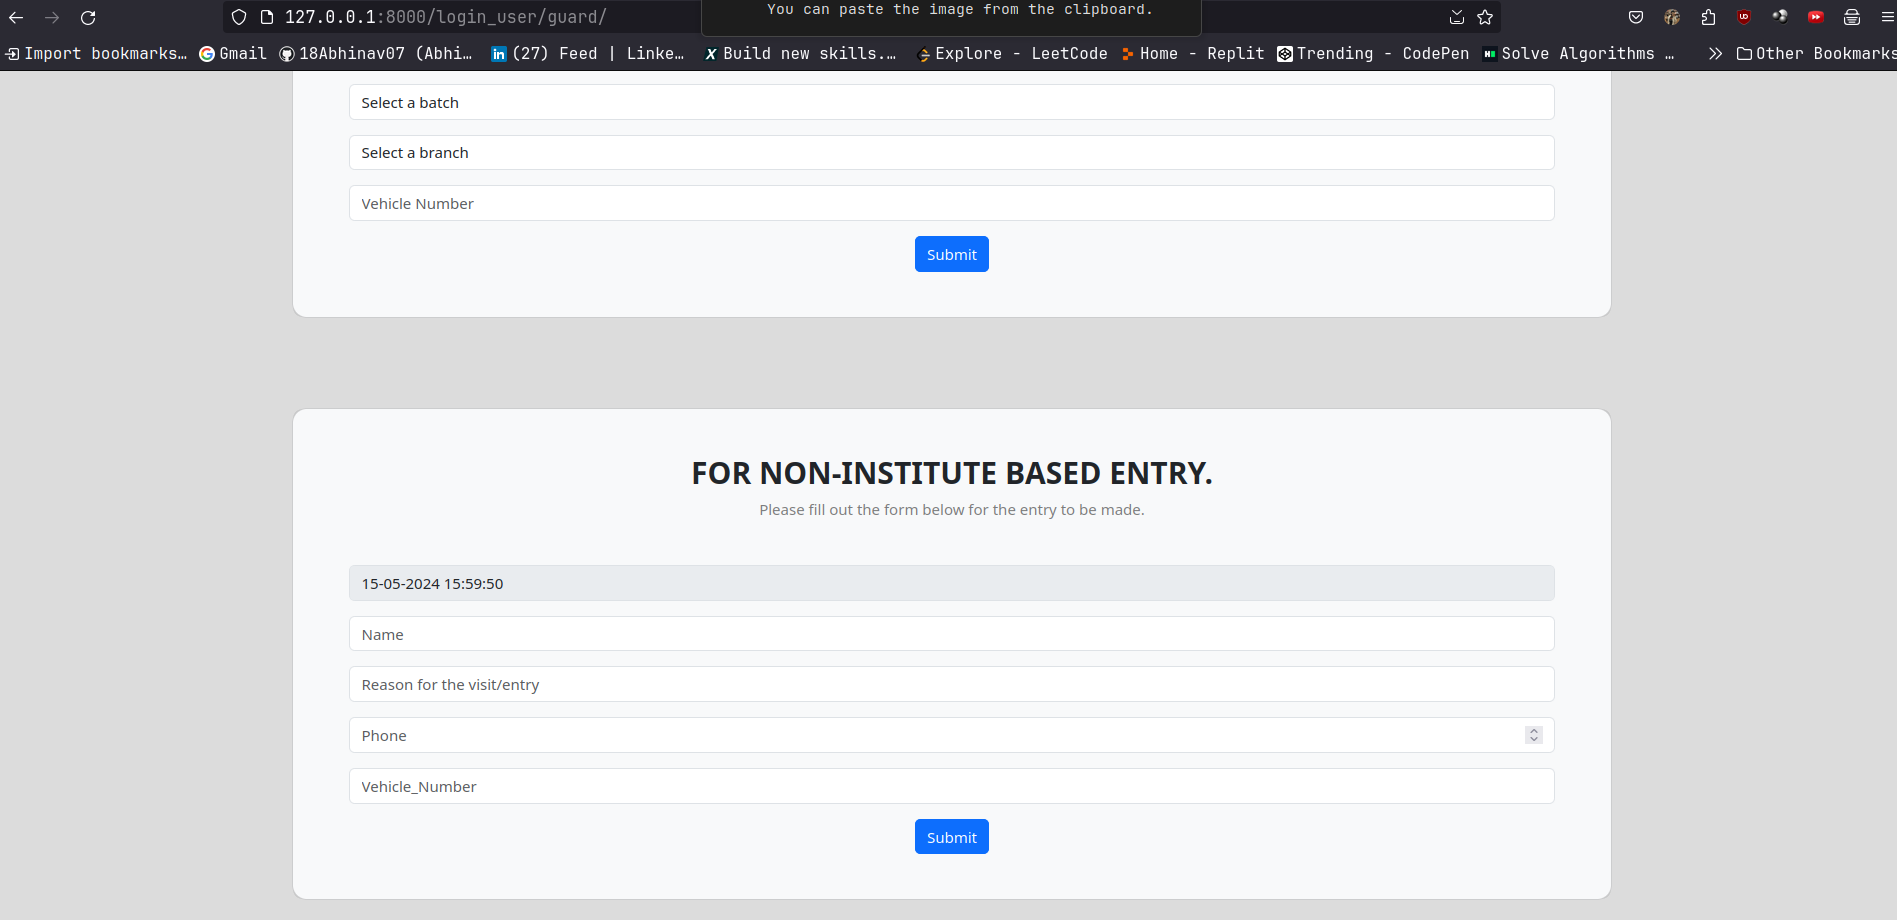 127.0.0.1:8000/login_user/guard/
You can paste the image from the clipboard.
Import bookmarks… Gmail 18Abhinav07 (Abhi… (27) Feed | Linke… Build new skills.… Explore - LeetCode Home - Replit Trending - CodePen Solve Algorithms … Other Bookmarks
Select a batch
Select a branch
Vehicle Number
Submit
FOR NON-INSTITUTE BASED ENTRY.
Please fill out the form below for the entry to be made.
15-05-2024 15:59:50
Name
Reason for the visit/entry
Phone
Vehicle_Number
Submit